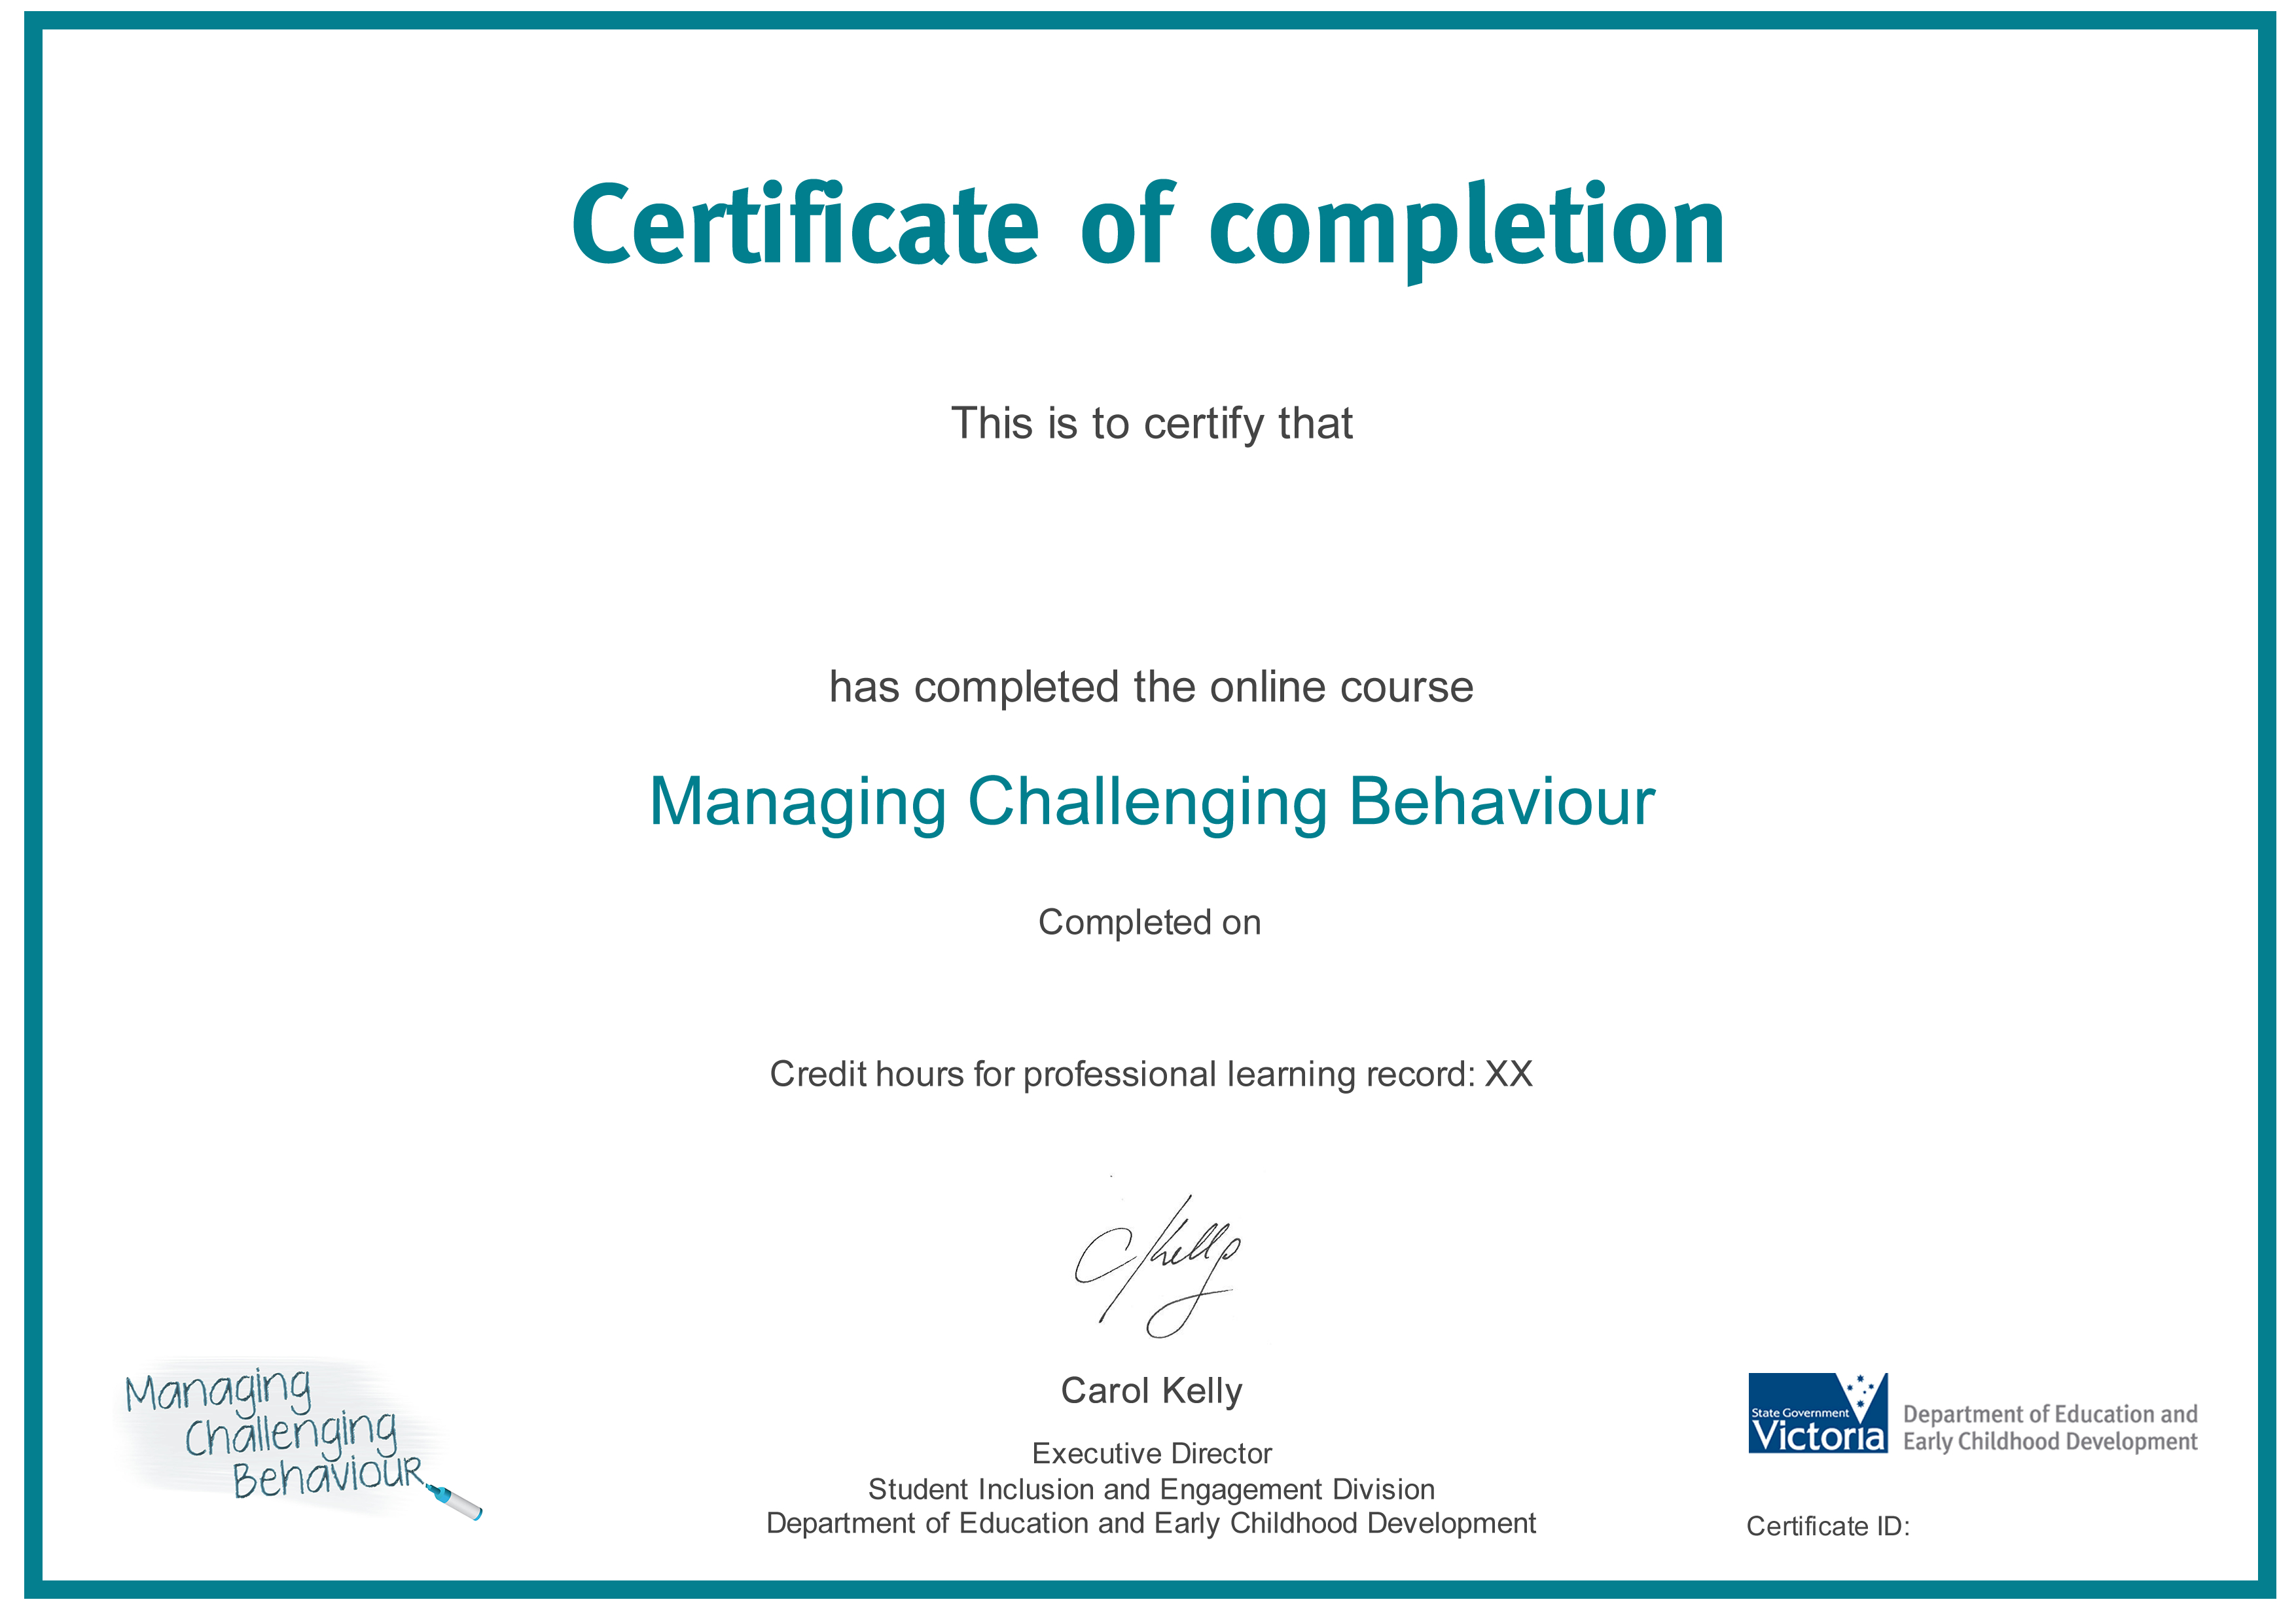 Certificate of completion
This is to certify that
has completed the online course
Managing Challenging Behaviour
Completed on
Credit hours for professional learning record: XX
CKelly
Carol Kelly
Executive Director
Student Inclusion and Engagement Division
Department of Education and Early Childhood Development
Managing
Challenging
Behaviour
State Government
Victoria
Department of Education and
Early Childhood Development
Certificate ID: